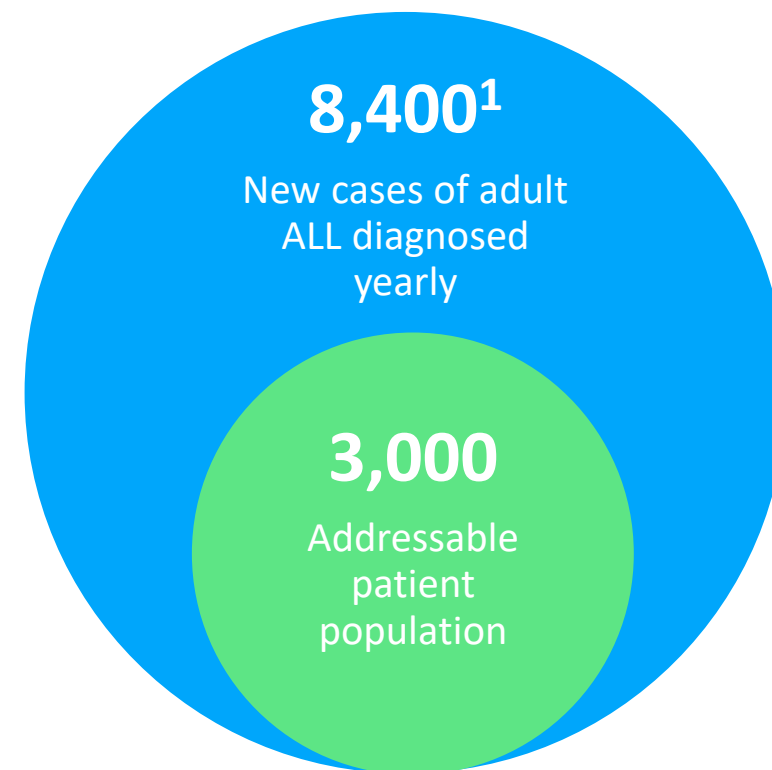 8,400¹
New cases of adult
ALL diagnosed
yearly
3,000
Addressable
patient
population